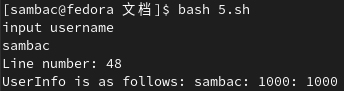 [sambac@fedora 文档]$ bash 5.sh
input username
sambac
Line number: 48
UserInfo is as follows: sambac: 1000: 1000